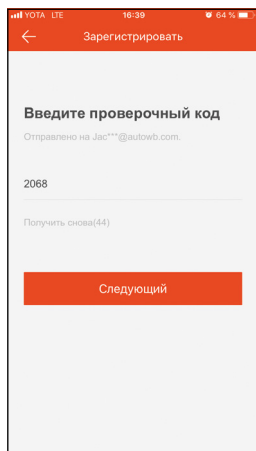 YOTA LTE 16:39 64 %
Зарегистрировать
Введите проверочный код
Отправлено на Jac***@autowb.com.
2068
Получить снова(44)
Следующий